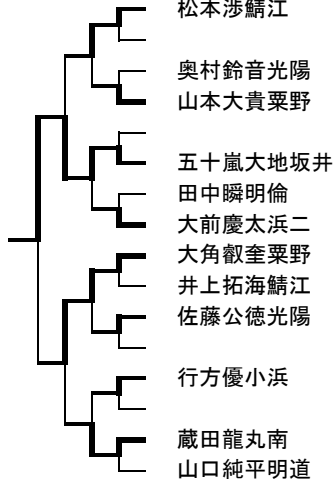 松本渉鯖江
奥村鈴音光陽
山本大貴粟野
五十嵐大地坂井
田中瞬明倫
大前慶太浜二
大角叡奎粟野
井上拓海鯖江
佐藤公徳光陽
行方優小浜
蔵田龍丸南
山口純平明道